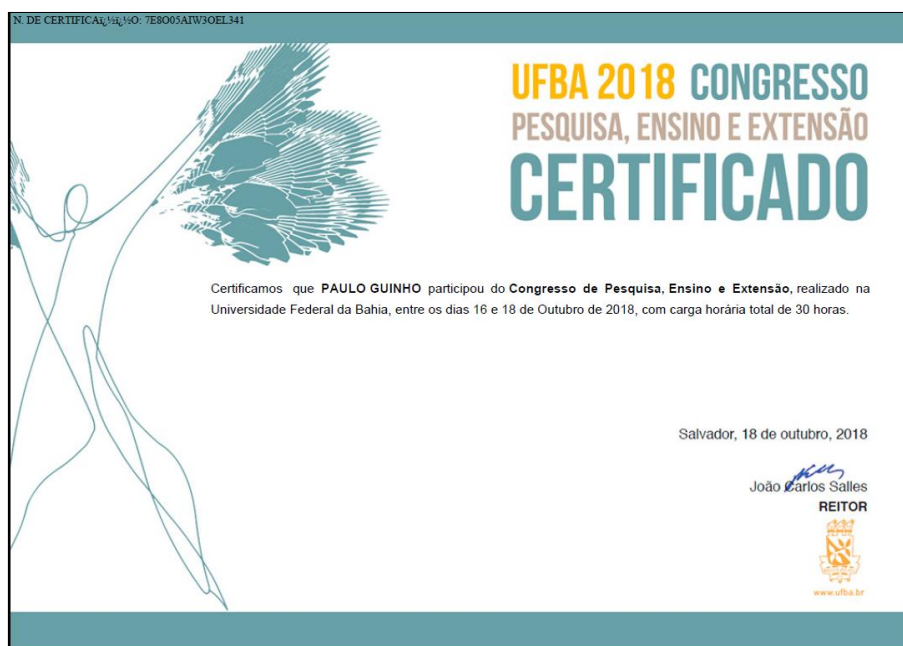 N. DE CERTIFICAï¿½ï¿½O: 7E8O05AIW3OEL341
UFBA 2018 CONGRESSO
PESQUISA, ENSINO E EXTENSÃO
CERTIFICADO
Certificamos que PAULO GUINHO participou do Congresso de Pesquisa, Ensino e Extensão, realizado na
Universidade Federal da Bahia, entre os dias 16 e 18 de Outubro de 2018, com carga horária total de 30 horas.
Salvador, 18 de outubro, 2018
João Carlos Salles
REITOR
www.ufba.br